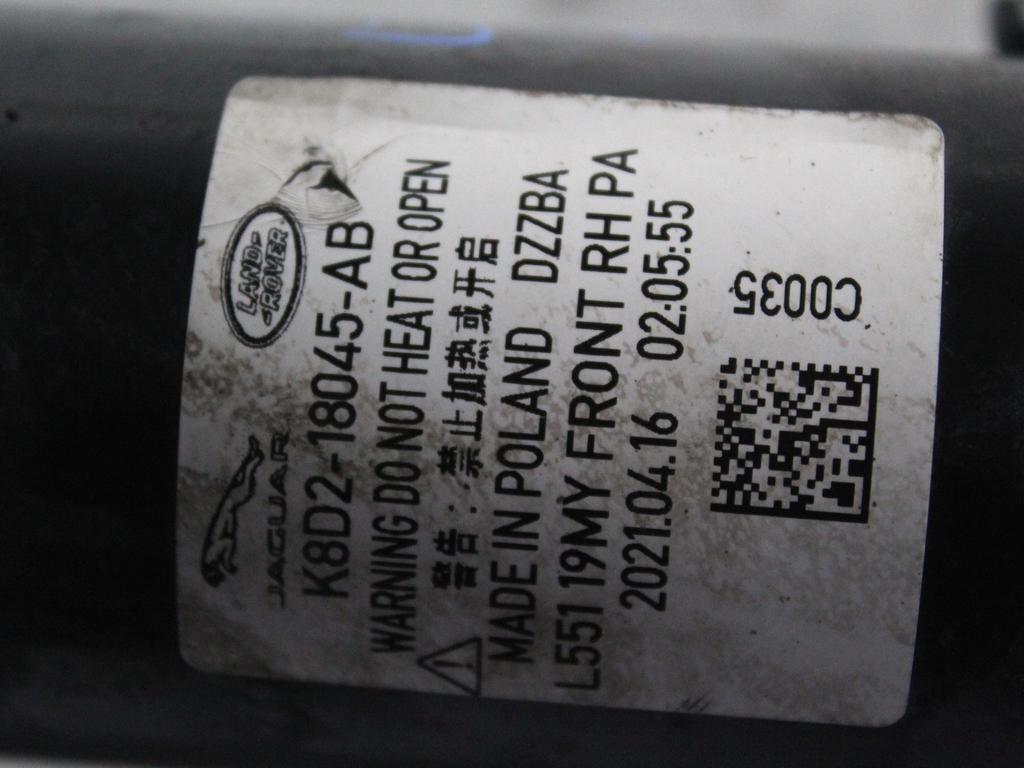 JAGUAR
LAND ROVER
K8D2-18045-AB
WARNING DO NOT HEAT OR OPEN
警告：禁止加热或开启
MADE IN POLAND DZZBA
L551 19MY FRONT RH PA
2021.04.16 02:05:55
C0035